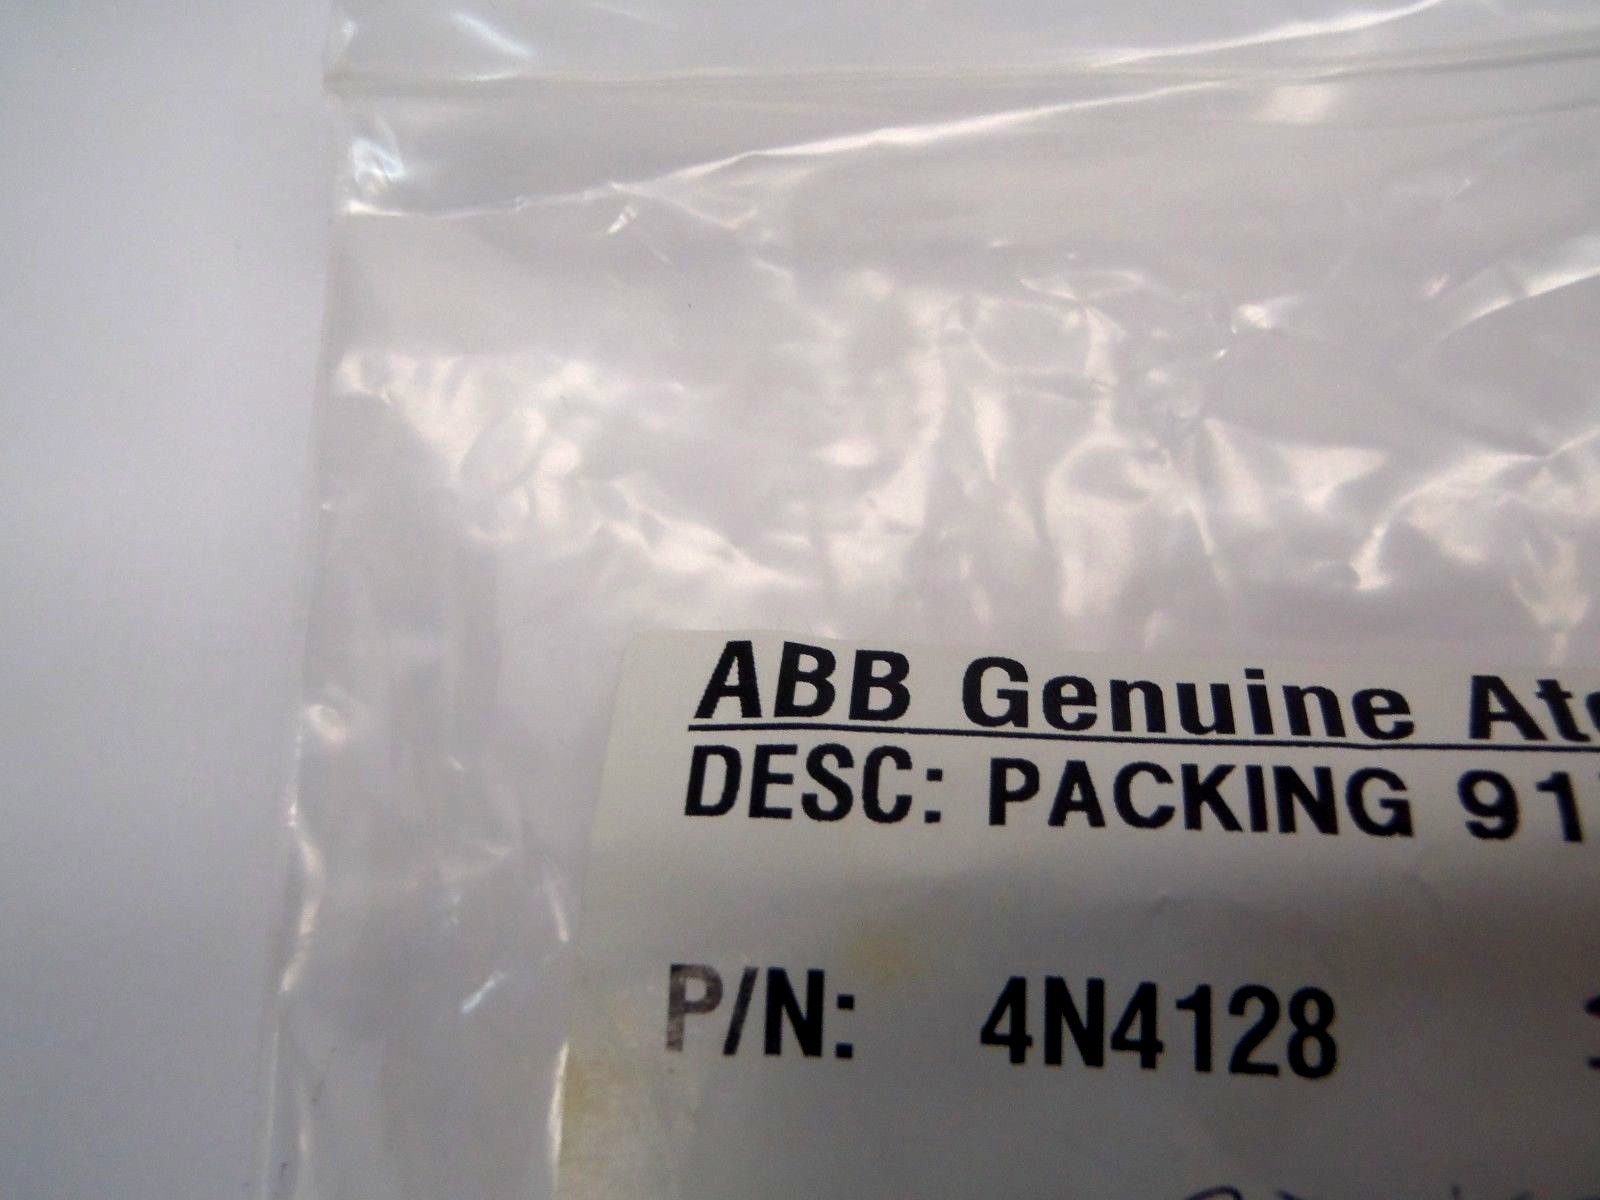 ABB Genuine
DESC: PACKING
P/N: 4N4128